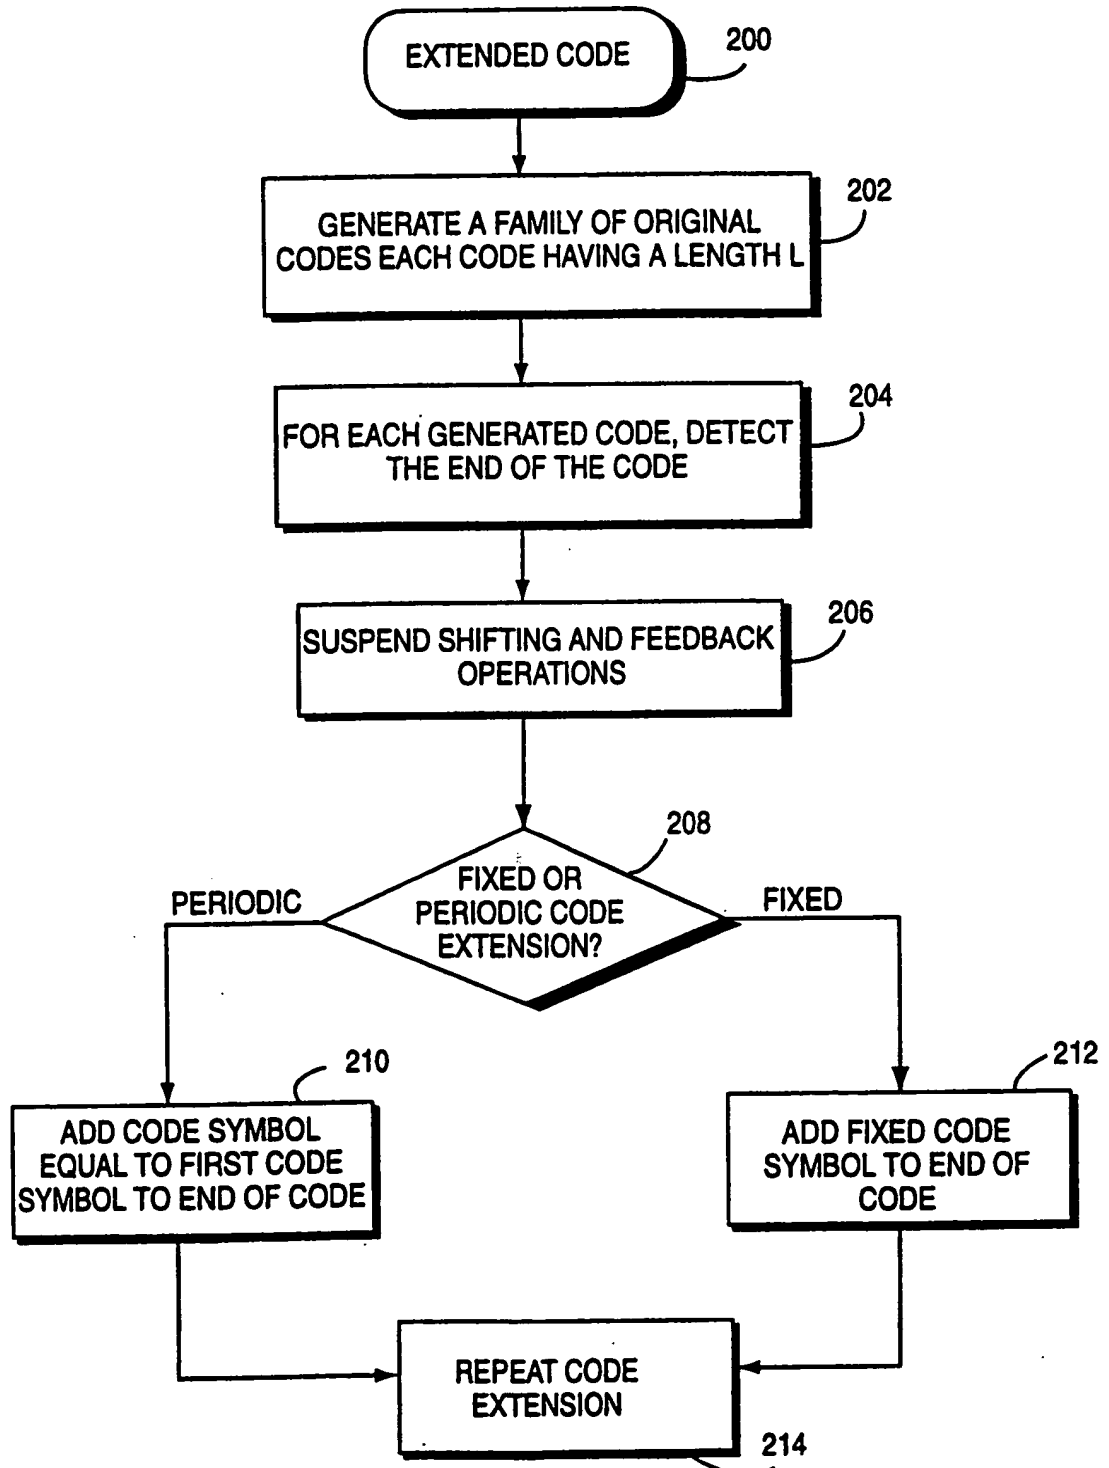 EXTENDED CODE
200
GENERATE A FAMILY OF ORIGINAL
CODES EACH CODE HAVING A LENGTH L
202
FOR EACH GENERATED CODE, DETECT
THE END OF THE CODE
204
SUSPEND SHIFTING AND FEEDBACK
OPERATIONS
206
208
FIXED OR
PERIODIC CODE
EXTENSION?
PERIODIC
FIXED
210
ADD CODE SYMBOL
EQUAL TO FIRST CODE
SYMBOL TO END OF CODE
212
ADD FIXED CODE
SYMBOL TO END OF
CODE
REPEAT CODE
EXTENSION
214